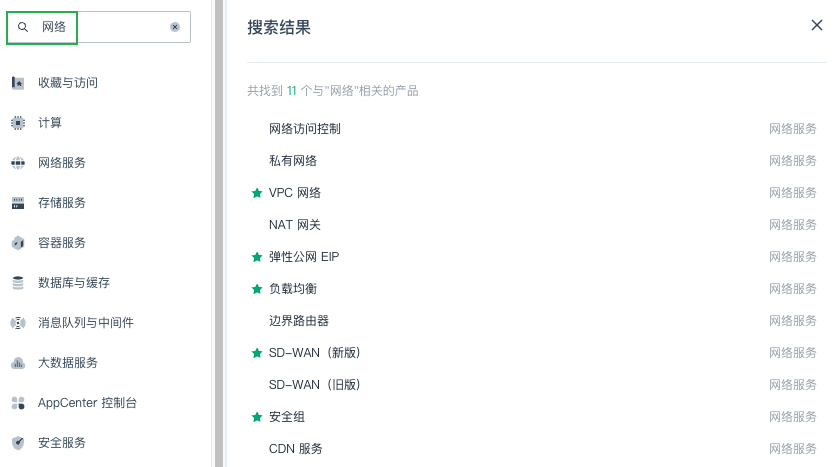 网络
收藏与访问
计算
网络服务
存储服务
容器服务
数据库与缓存
消息队列与中间件
大数据服务
AppCenter 控制台
安全服务
搜索结果
共找到 11 个与"网络"相关的产品
网络访问控制 网络服务
私有网络 网络服务
VPC 网络 网络服务
NAT 网关 网络服务
弹性公网 EIP 网络服务
负载均衡 网络服务
边界路由器 网络服务
SD-WAN（新版） 网络服务
SD-WAN（旧版） 网络服务
安全组 网络服务
CDN 服务 网络服务